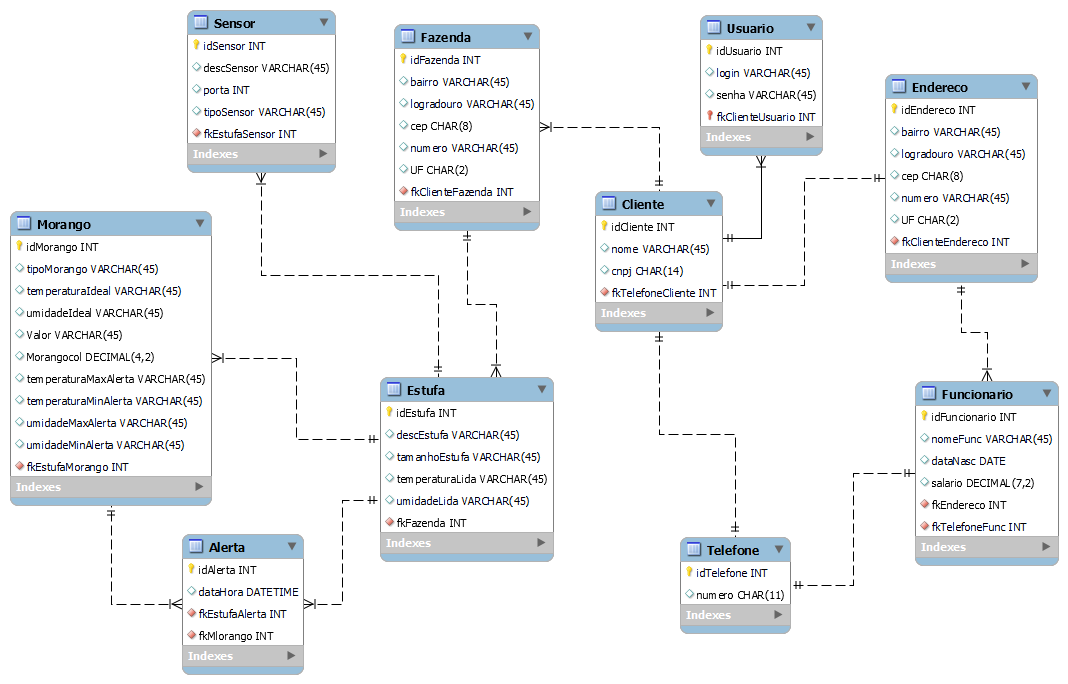 Sensor
idSensor INT
descSensor VARCHAR(45)
porta INT
tipoSensor VARCHAR(45)
fkEstufaSensor INT
Indexes
Fazenda
idFazenda INT
bairro VARCHAR(45)
logradouro VARCHAR(45)
cep CHAR(8)
numero VARCHAR(45)
UF CHAR(2)
fkClienteFazenda INT
Indexes
Usuario
idUsuario INT
login VARCHAR(45)
senha VARCHAR(45)
fkClienteUsuario INT
Indexes
Endereco
idEndereco INT
bairro VARCHAR(45)
logradouro VARCHAR(45)
cep CHAR(8)
numero VARCHAR(45)
UF CHAR(2)
fkClienteEndereco INT
Indexes
Cliente
idCliente INT
nome VARCHAR(45)
cnpj CHAR(14)
fkTelefoneCliente INT
Indexes
Morango
idMorango INT
tipoMorango VARCHAR(45)
temperaturaIdeal VARCHAR(45)
umidadeIdeal VARCHAR(45)
Valor VARCHAR(45)
Morangocol DECIMAL(4,2)
temperaturaMaxAlerta VARCHAR(45)
temperaturaMinAlerta VARCHAR(45)
umidadeMaxAlerta VARCHAR(45)
umidadeMinAlerta VARCHAR(45)
fkEstufaMorango INT
Indexes
Estufa
idEstufa INT
descEstufa VARCHAR(45)
tamanhoEstufa VARCHAR(45)
temperaturaLida VARCHAR(45)
umidadeLida VARCHAR(45)
fkFazenda INT
Indexes
Funcionario
idFuncionario INT
nomeFunc VARCHAR(45)
dataNasc DATE
salario DECIMAL(7,2)
fkEndereco INT
fkTelefoneFunc INT
Indexes
Alerta
idAlerta INT
dataHora DATETIME
fkEstufaAlerta INT
fkMlorango INT
Indexes
Telefone
idTelefone INT
numero CHAR(11)
Indexes